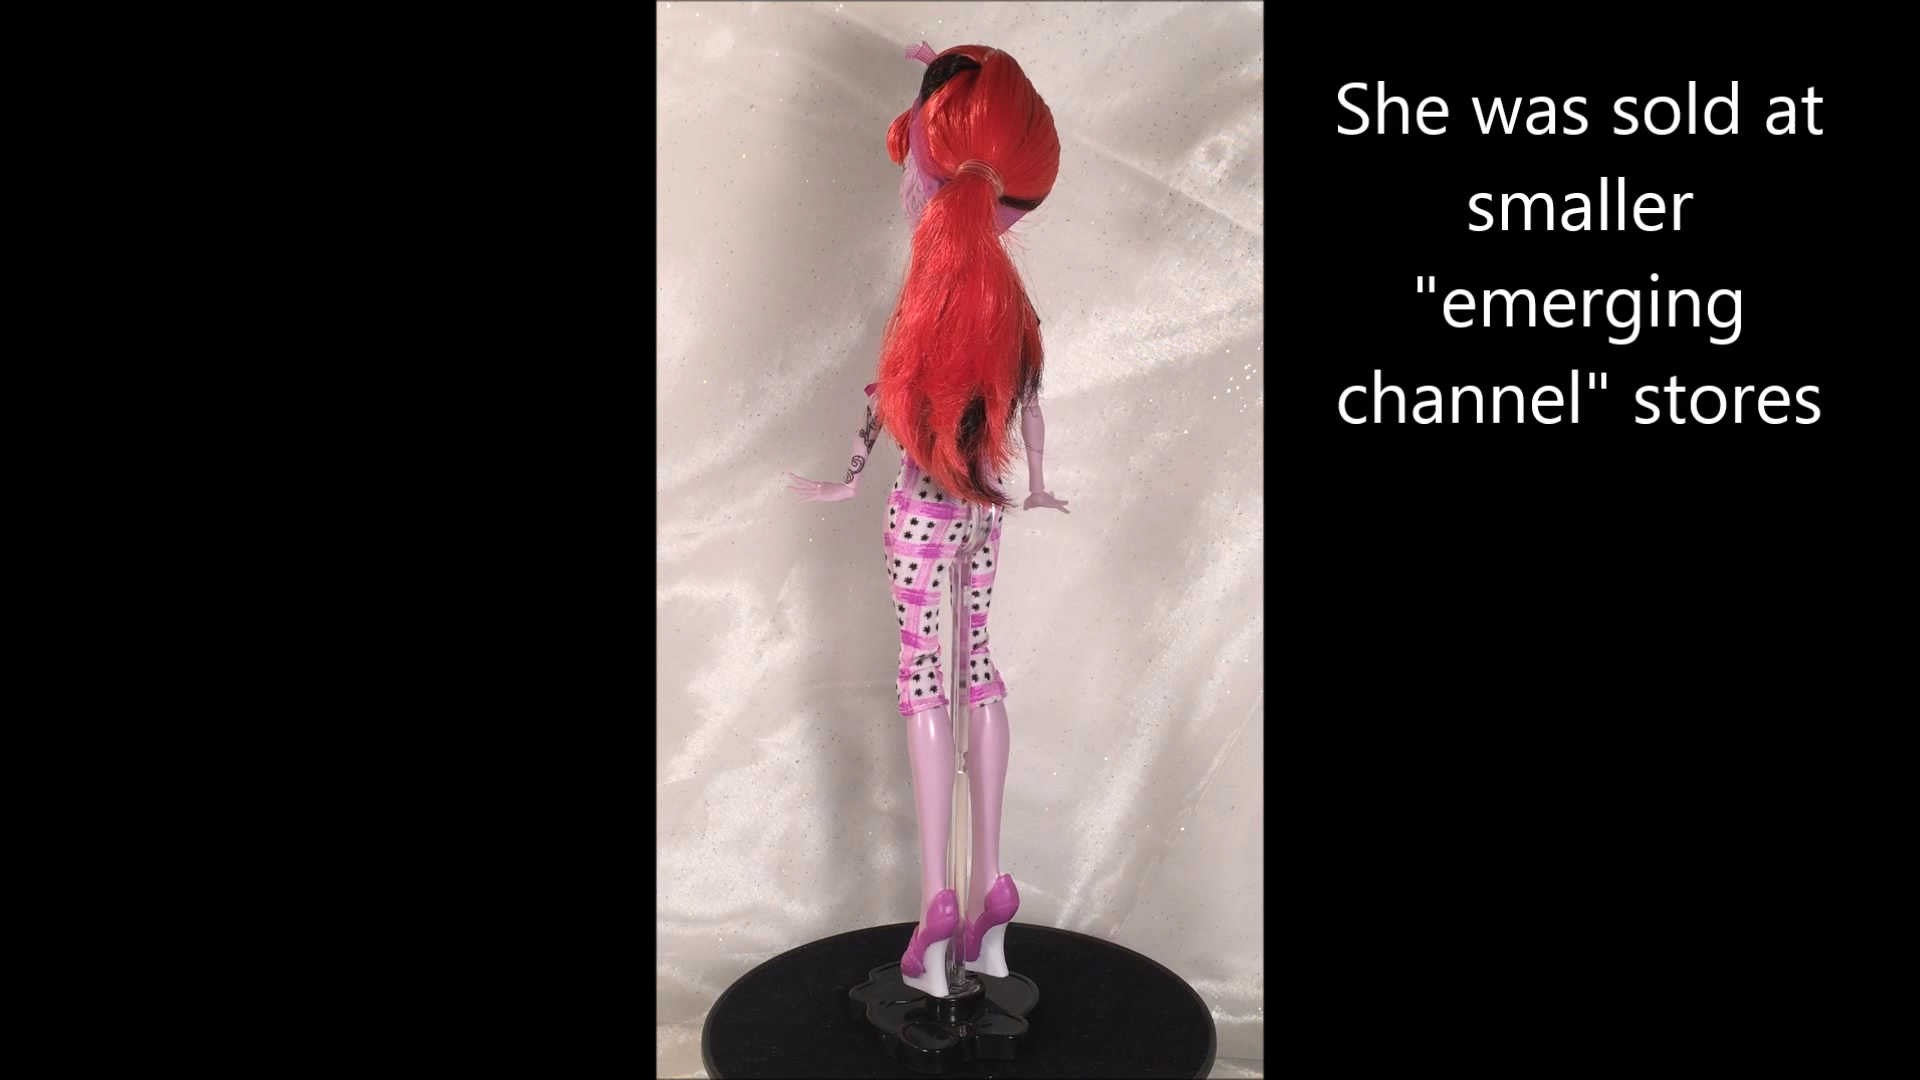 She was sold at
smaller
"emerging
channel" stores